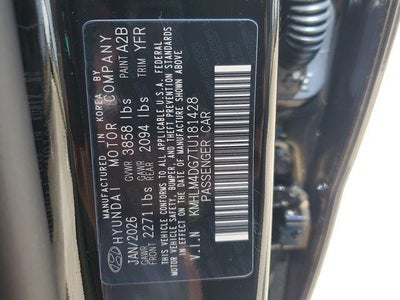 MANUFACTURED IN KOREA BY
HYUNDAI MOTOR COMPANY
JAN/2026 GVWR 3858 lbs PAINT A2B
GAWR FRONT 2271 lbs GAWR REAR 2094 lbs TRIM YFR
THIS VEHICLE CONFORMS TO ALL APPLICABLE U.S.A. FEDERAL
MOTOR VEHICLE SAFETY, BUMPER, AND THEFT PREVENTION STANDARDS
IN EFFECT ON THE DATE OF MANUFACTURE SHOWN ABOVE.
V.I.N KMHLM4DG7TU181428
PASSENGER CAR